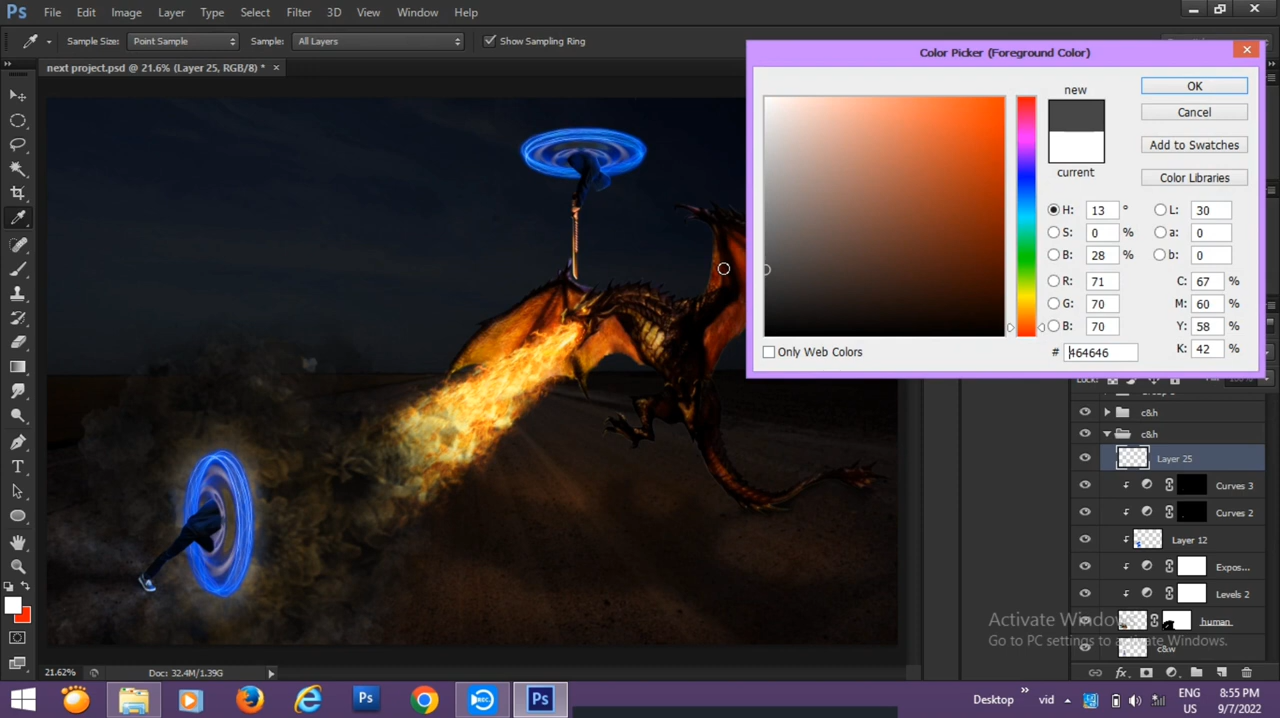 Ps File Edit Image Layer Type Select Filter 3D View Window Help
Sample Size: Point Sample Sample: All Layers Show Sampling Ring
next project.psd @ 21.6% (Layer 25, RGB/8) *
Color Picker (Foreground Color)
new
OK
Cancel
Add to Swatches
current
Color Libraries
H: 13 ° L: 30
S: 0 % a: 0
B: 28 % b: 0
R: 71 C: 67 %
G: 70 M: 60 %
B: 70 Y: 58 %
Only Web Colors # 464646 K: 42 %
Lock:
c&h
c&h
Layer 25
Curves 3
Curves 2
Layer 12
Expos...
Levels 2
human
c&w
Activate Windows
Go to PC settings to activate Windows.
21.62% Doc: 32.4M/1.39G
fx
Desktop vid ENG US
8:55 PM
9/7/2022